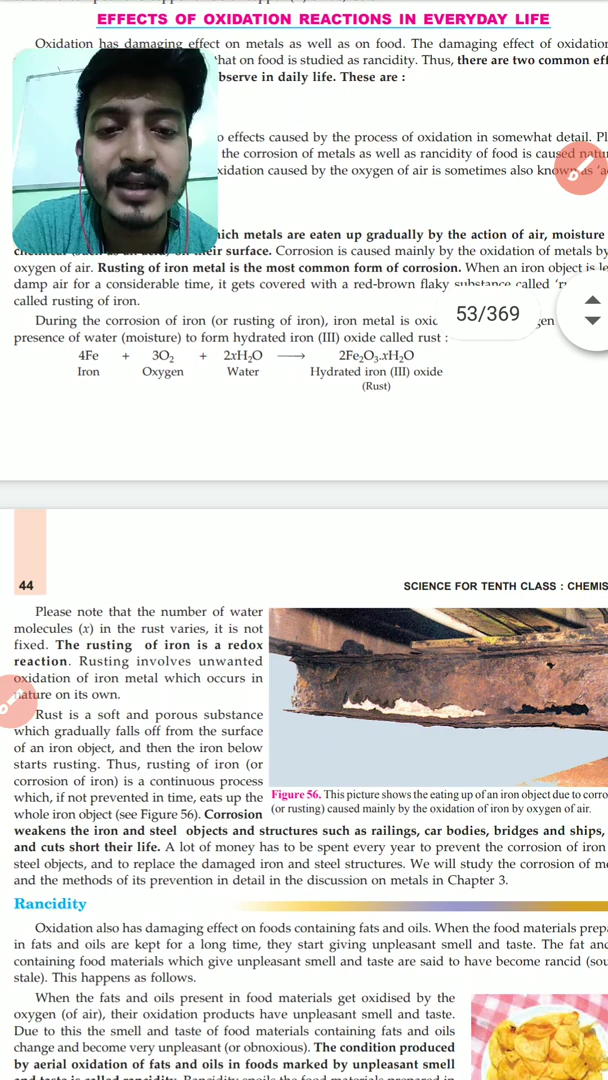 EFFECTS OF OXIDATION REACTIONS IN EVERYDAY LIFE
Oxidation has damaging effect on metals as well as on food. The damaging effect of oxidation
that on food is studied as rancidity. Thus, there are two common
bserve in daily life. These are :
o effects caused by the process of oxidation in somewhat detail.
the corrosion of metals as well as rancidity of food is caused
xidation caused by the oxygen of air is sometimes also known as
hich metals are eaten up gradually by the action of air, moisture
their surface. Corrosion is caused mainly by the oxidation of metals by
oxygen of air. Rusting of iron metal is the most common form of corrosion. When an iron object is
damp air for a considerable time, it gets covered with a red-brown flaky substance called
called rusting of iron.
During the corrosion of iron (or rusting of iron), iron metal is
53/369
presence of water (moisture) to form hydrated iron (III) oxide called rust :
4Fe + 3O₂ + 2xH₂O ⟶ 2Fe₂O₃.xH₂O
Iron Oxygen Water Hydrated iron (III) oxide
(Rust)
44
SCIENCE FOR TENTH CLASS : CHEMIS
Please note that the number of water
molecules (x) in the rust varies, it is not
fixed. The rusting of iron is a redox
reaction. Rusting involves unwanted
oxidation of iron metal which occurs in
nature on its own.
Rust is a soft and porous substance
which gradually falls off from the surface
of an iron object, and then the iron below
starts rusting. Thus, rusting of iron (or
corrosion of iron) is a continuous process
which, if not prevented in time, eats up the
whole iron object (see Figure 56). Corrosion
Figure 56. This picture shows the eating up of an iron object due to corro
(or rusting) caused mainly by the oxidation of iron by oxygen of air.
weakens the iron and steel objects and structures such as railings, car bodies, bridges and ships,
and cuts short their life. A lot of money has to be spent every year to prevent the corrosion of iron
steel objects, and to replace the damaged iron and steel structures. We will study the corrosion of me
and the methods of its prevention in detail in the discussion on metals in Chapter 3.
Rancidity
Oxidation also has damaging effect on foods containing fats and oils. When the food materials prep
in fats and oils are kept for a long time, they start giving unpleasant smell and taste. The fat and
containing food materials which give unpleasant smell and taste are said to have become rancid (sou
stale). This happens as follows.
When the fats and oils present in food materials get oxidised by the
oxygen (of air), their oxidation products have unpleasant smell and taste.
Due to this the smell and taste of food materials containing fats and oils
change and become very unpleasant (or obnoxious). The condition produced
by aerial oxidation of fats and oils in foods marked by unpleasant smell
and taste is called rancidity. Rancidity spoils the food materials prepared in